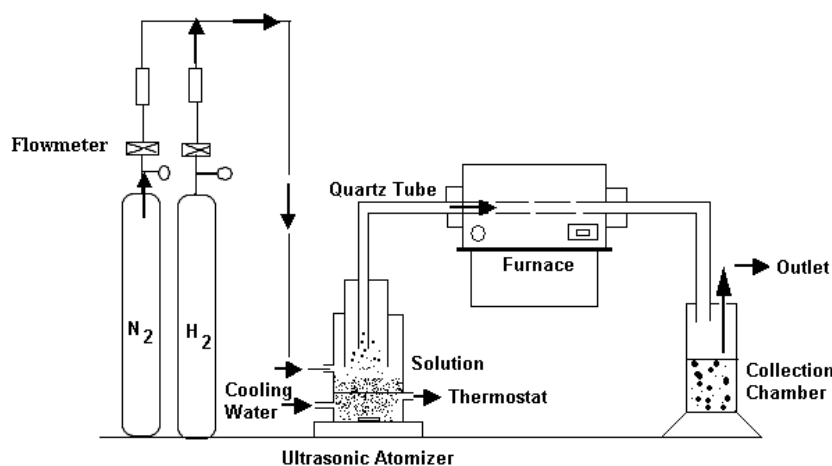 Flowmeter
N2
H2
Quartz Tube
Furnace
Outlet
Solution
Cooling
Water
Thermostat
Collection
Chamber
Ultrasonic Atomizer